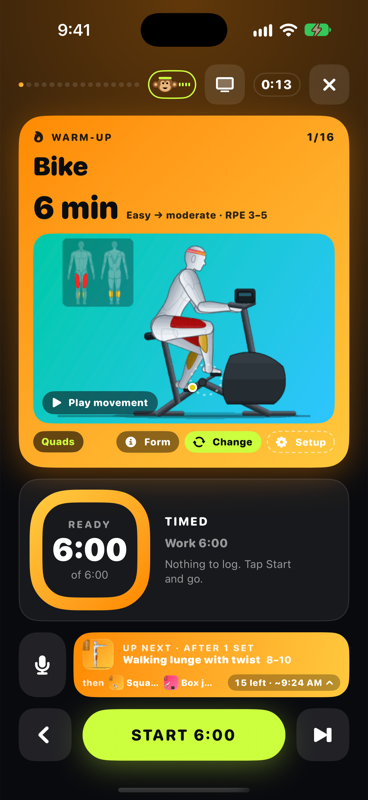 9:41
0:13
WARM-UP 1/16
Bike
6 min Easy → moderate · RPE 3–5
Play movement
Quads Form Change Setup
READY
6:00
of 6:00
TIMED
Work 6:00
Nothing to log. Tap Start
and go.
UP NEXT · AFTER 1 SET
Walking lunge with twist 8–10
then Squa... Box j... 15 left · ~9:24 AM
START 6:00